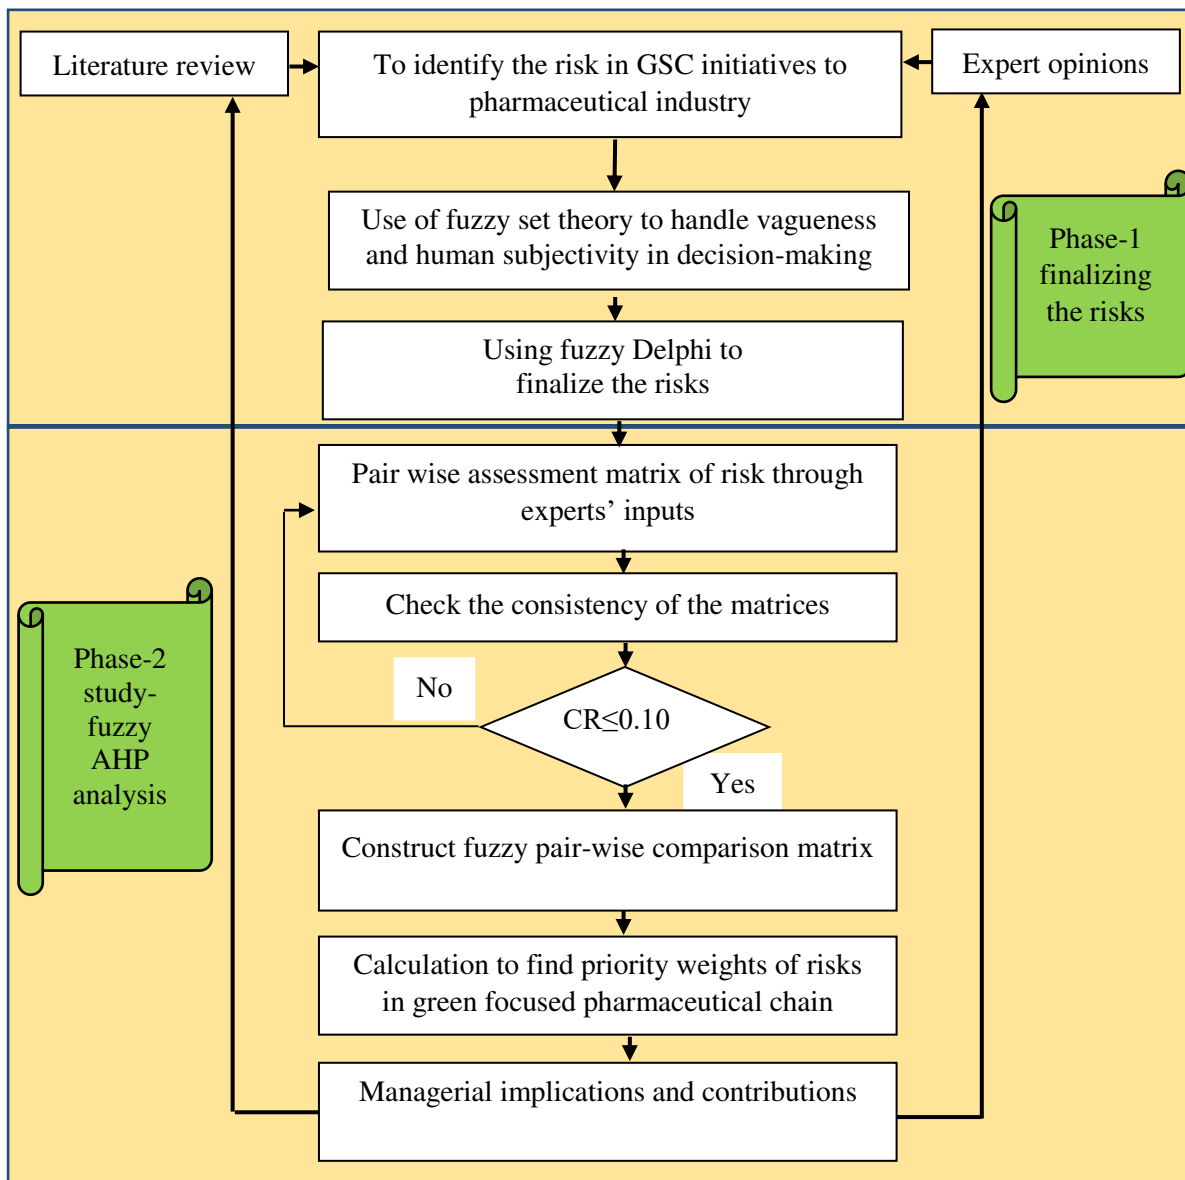 Literature review
To identify the risk in GSC initiatives to
pharmaceutical industry
Expert opinions
Use of fuzzy set theory to handle vagueness
and human subjectivity in decision-making
Phase-1
finalizing
the risks
Using fuzzy Delphi to
finalize the risks
Pair wise assessment matrix of risk through
experts’ inputs
Check the consistency of the matrices
Phase-2
study-
fuzzy
AHP
analysis
No
CR≤0.10
Yes
Construct fuzzy pair-wise comparison matrix
Calculation to find priority weights of risks
in green focused pharmaceutical chain
Managerial implications and contributions